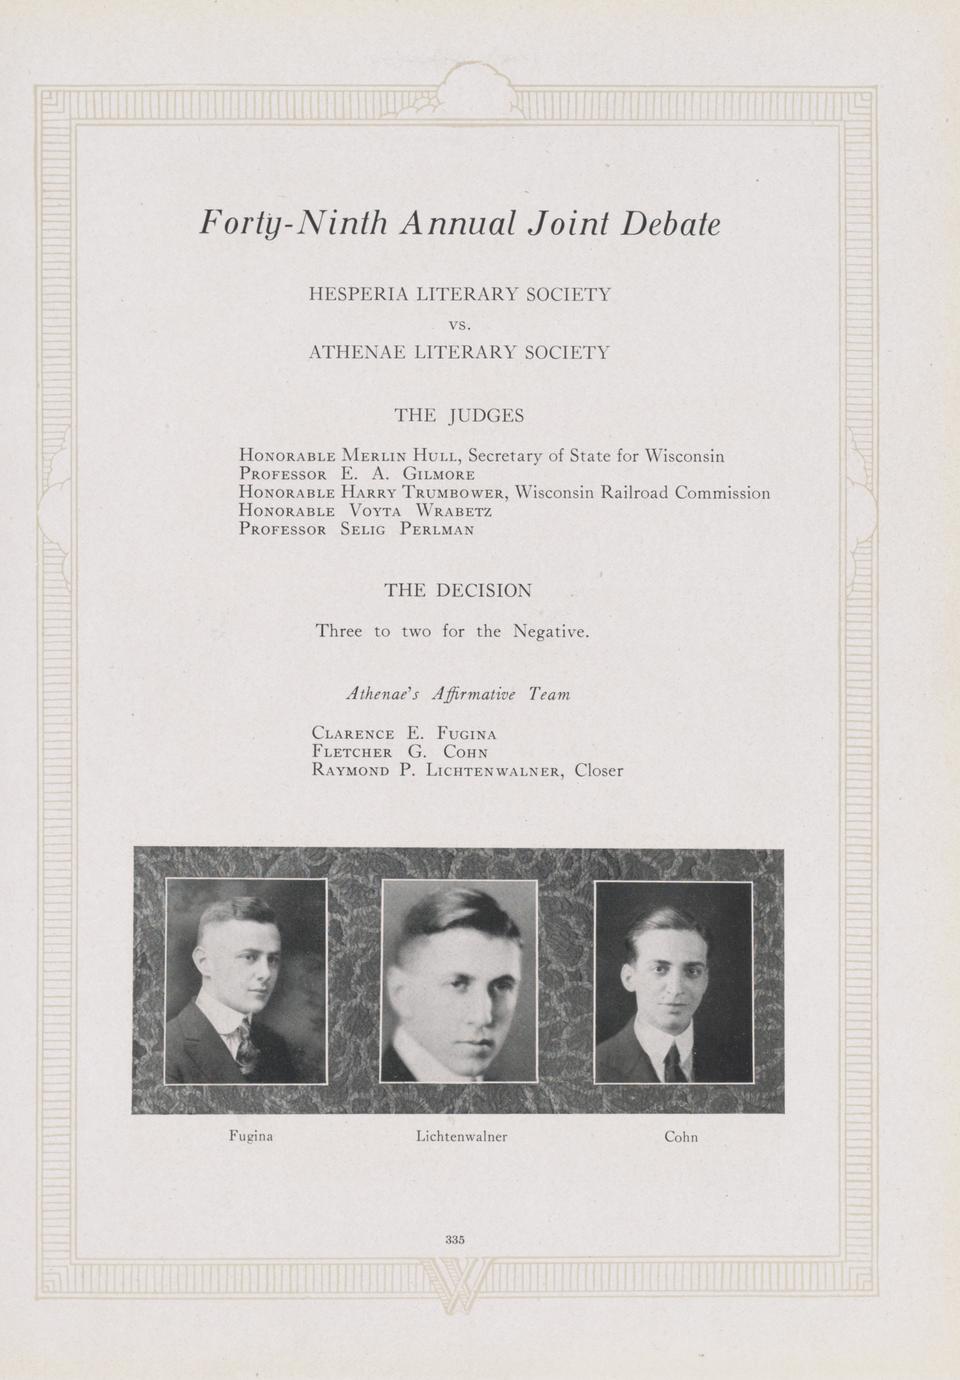 Forty-Ninth Annual Joint Debate
HESPERIA LITERARY SOCIETY
vs.
ATHENAE LITERARY SOCIETY
THE JUDGES
HONORABLE MERLIN HULL, Secretary of State for Wisconsin
PROFESSOR E. A. GILMORE
HONORABLE HARRY TRUMBOWER, Wisconsin Railroad Commission
HONORABLE VOYTA WRABETZ
PROFESSOR SELIG PERLMAN
THE DECISION
Three to two for the Negative.
Athenae's Affirmative Team
CLARENCE E. FUGINA
FLETCHER G. COHN
RAYMOND P. LICHTENWALNER, Closer
Fugina Lichtenwalner Cohn
335
W